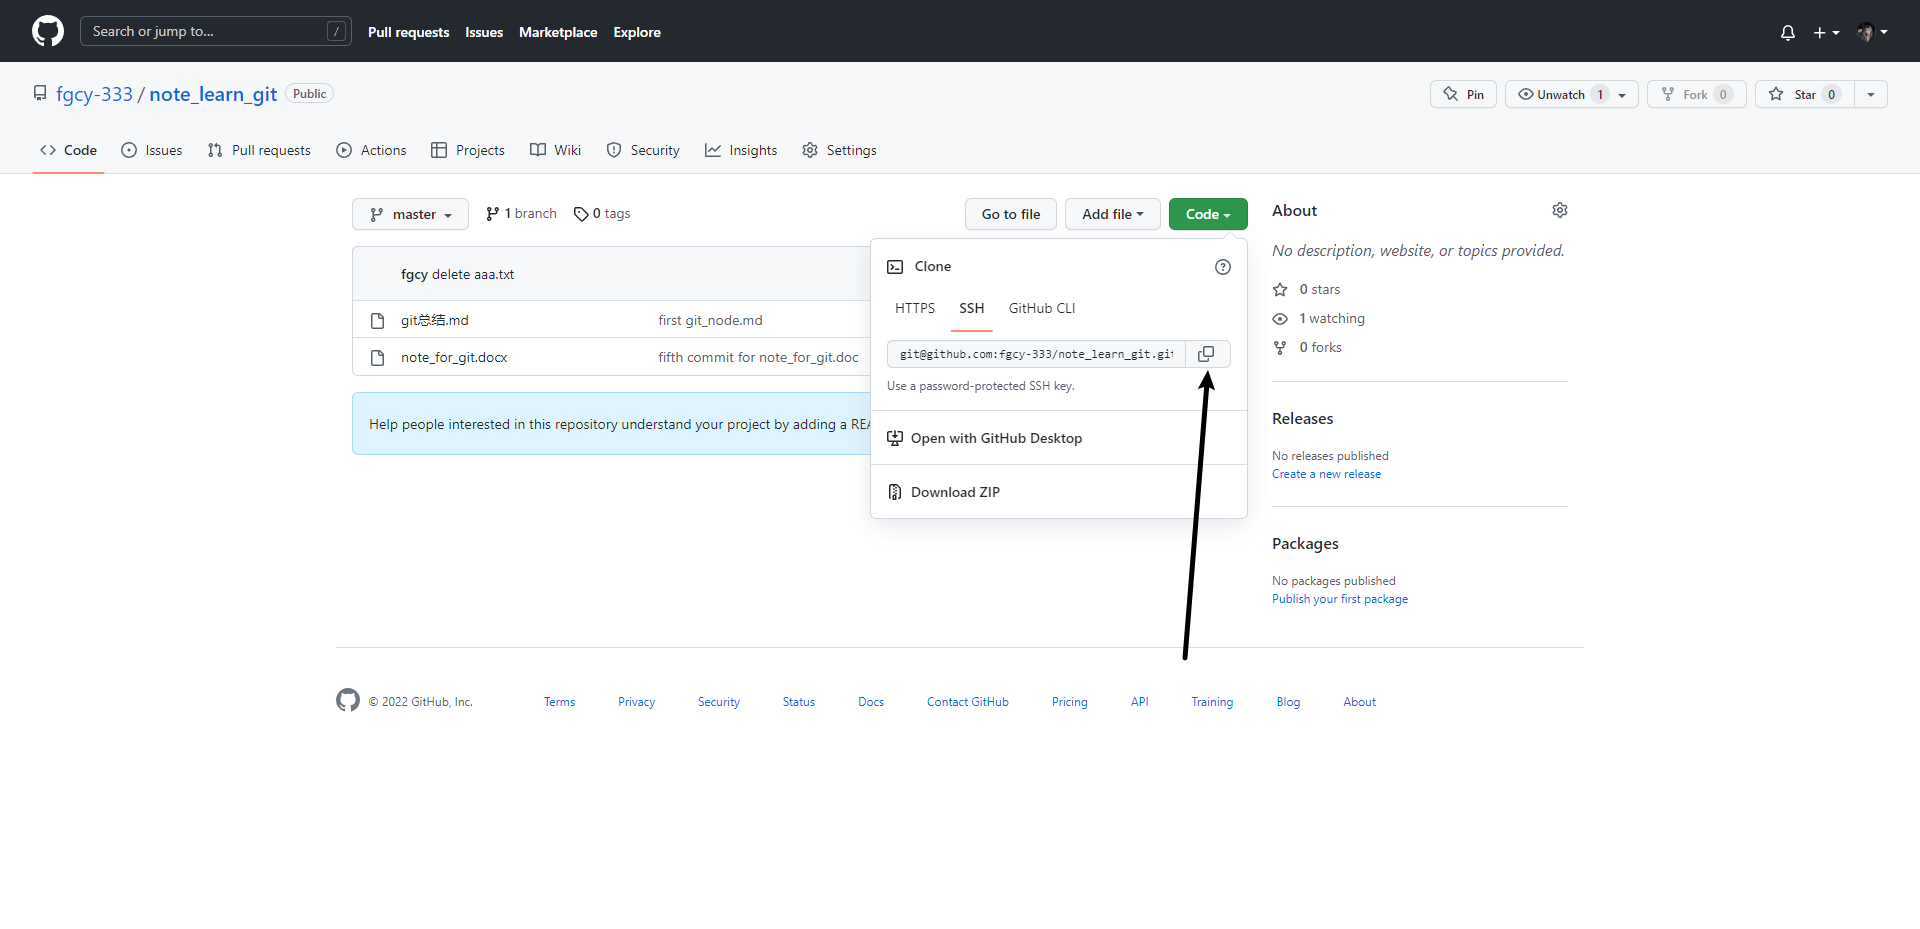 Search or jump to... /
Pull requests Issues Marketplace Explore
fgcy-333 / note_learn_git Public
Pin Unwatch 1 Fork 0 Star 0
Code Issues Pull requests Actions Projects Wiki Security Insights Settings
master 1 branch 0 tags Go to file Add file Code
fgcy delete aaa.txt
git总结.md first git_node.md
note_for_git.docx fifth commit for note_for_git.doc
Help people interested in this repository understand your project by adding a REA
Clone
HTTPS SSH GitHub CLI
git@github.com:fgcy-333/note_learn_git.git
Use a password-protected SSH key.
Open with GitHub Desktop
Download ZIP
About
No description, website, or topics provided.
0 stars
1 watching
0 forks
Releases
No releases published
Create a new release
Packages
No packages published
Publish your first package
© 2022 GitHub, Inc. Terms Privacy Security Status Docs Contact GitHub Pricing API Training Blog About